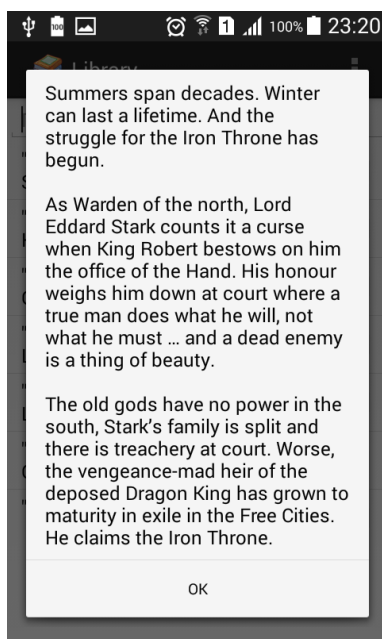 100
1
100%
23:20
Library
Summers span decades. Winter
can last a lifetime. And the
struggle for the Iron Throne has
begun.
As Warden of the north, Lord
Eddard Stark counts it a curse
when King Robert bestows on him
the office of the Hand. His honour
weighs him down at court where a
true man does what he will, not
what he must … and a dead enemy
is a thing of beauty.
The old gods have no power in the
south, Stark’s family is split and
there is treachery at court. Worse,
the vengeance-mad heir of the
deposed Dragon King has grown to
maturity in exile in the Free Cities.
He claims the Iron Throne.
OK